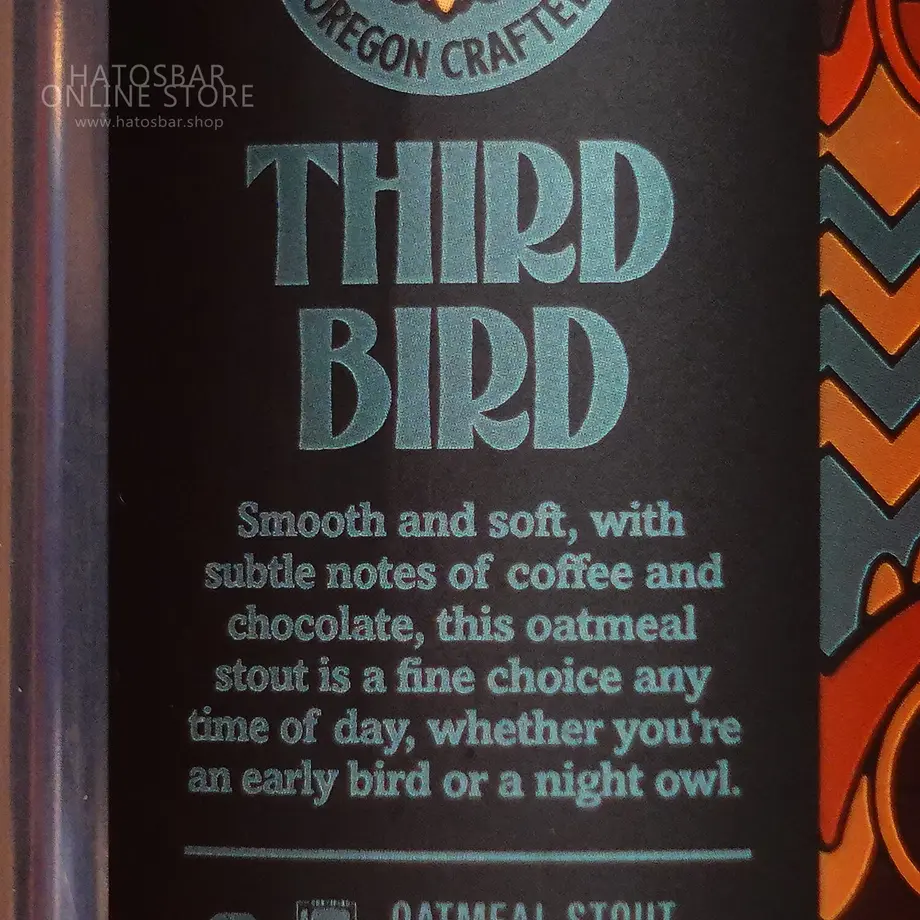 OREGON CRAFTED
HATOSBAR
ONLINE STORE
www.hatosbar.shop
THIRD
BIRD
Smooth and soft, with
subtle notes of coffee and
chocolate, this oatmeal
stout is a fine choice any
time of day, whether you're
an early bird or a night owl.
OATMEAL STOUT